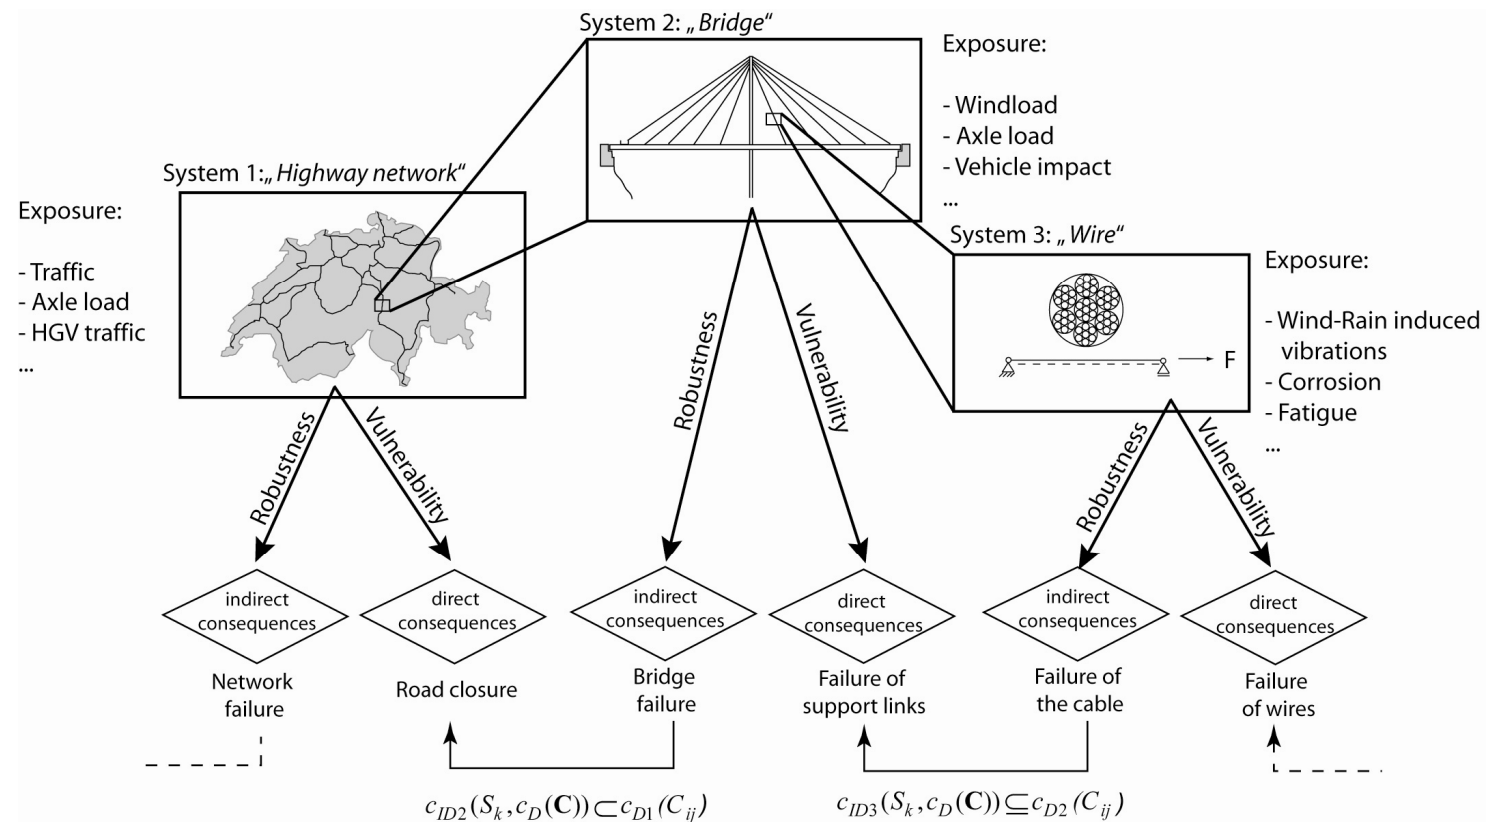 System 2: „Bridge“
Exposure:
- Windload
- Axle load
- Vehicle impact
...
System 1:„Highway network“
Exposure:
- Traffic
- Axle load
- HGV traffic
...
System 3: „Wire“
F
Exposure:
- Wind-Rain induced
vibrations
- Corrosion
- Fatigue
...
Robustness
Vulnerability
Robustness
Vulnerability
Robustness
Vulnerability
indirect
consequences
Network
failure
direct
consequences
Road closure
indirect
consequences
Bridge
failure
direct
consequences
Failure of
support links
indirect
consequences
Failure of
the cable
direct
consequences
Failure
of wires
c_{ID2}(S_k,c_D(C))⊂c_{D1}(C_{ij})
c_{ID3}(S_k,c_D(C))⊆c_{D2}(C_{ij})